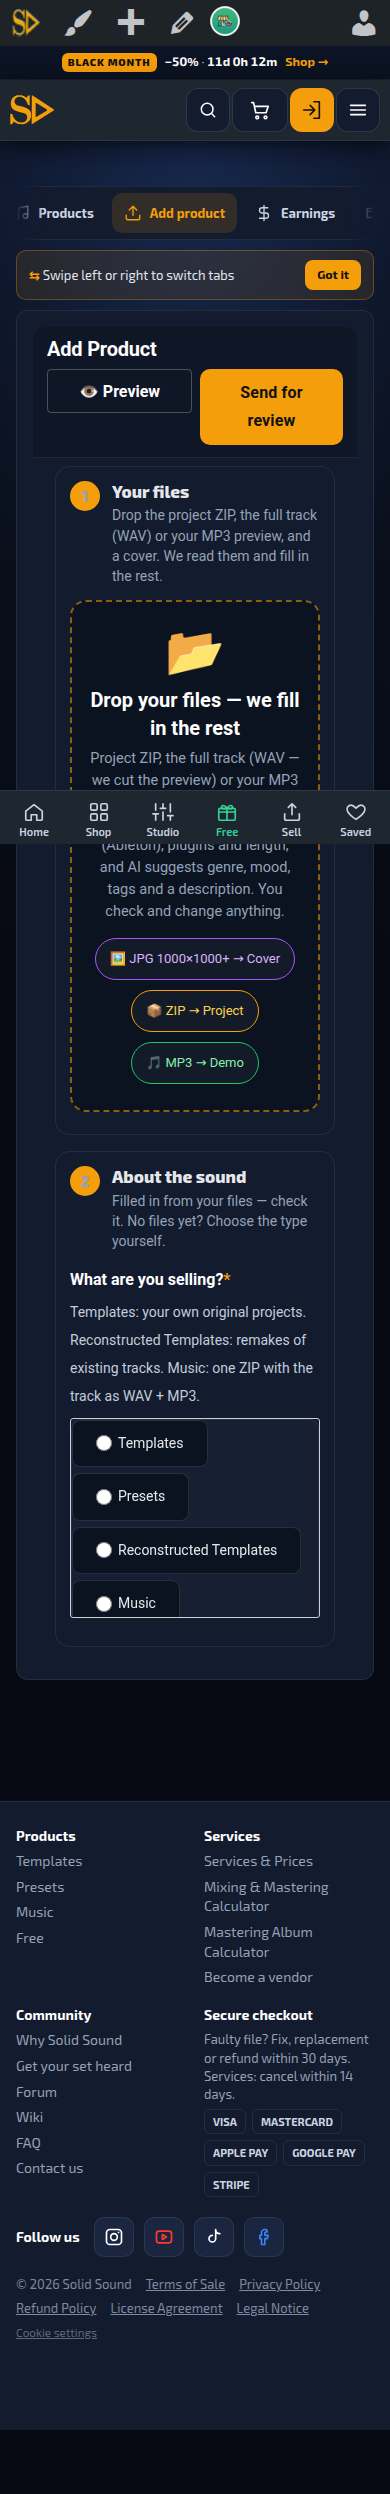 BLACK MONTH −50% · 11d 0h 12m Shop →
Products Add product Earnings
⇆ Swipe left or right to switch tabs Got it
Add Product
Preview
Send for
review
1 Your files
Drop the project ZIP, the full track
(WAV) or your MP3 preview, and
a cover. We read them and fill in
the rest.
Drop your files — we fill
in the rest
Project ZIP, the full track (WAV —
we cut the preview) or your MP3
Home Shop Studio Free Sell Saved
(Ableton), plugins and length,
and AI suggests genre, mood,
tags and a description. You
check and change anything.
JPG 1000×1000+ → Cover
ZIP → Project
MP3 → Demo
2 About the sound
Filled in from your files — check
it. No files yet? Choose the type
yourself.
What are you selling?*
Templates: your own original projects.
Reconstructed Templates: remakes of
existing tracks. Music: one ZIP with the
track as WAV + MP3.
Templates
Presets
Reconstructed Templates
Music
Products
Templates
Presets
Music
Free
Services
Services & Prices
Mixing & Mastering
Calculator
Mastering Album
Calculator
Become a vendor
Community
Why Solid Sound
Get your set heard
Forum
Wiki
FAQ
Contact us
Secure checkout
Faulty file? Fix, replacement
or refund within 30 days.
Services: cancel within 14
days.
VISA MASTERCARD
APPLE PAY GOOGLE PAY
STRIPE
Follow us
© 2026 Solid Sound Terms of Sale Privacy Policy
Refund Policy License Agreement Legal Notice
Cookie settings